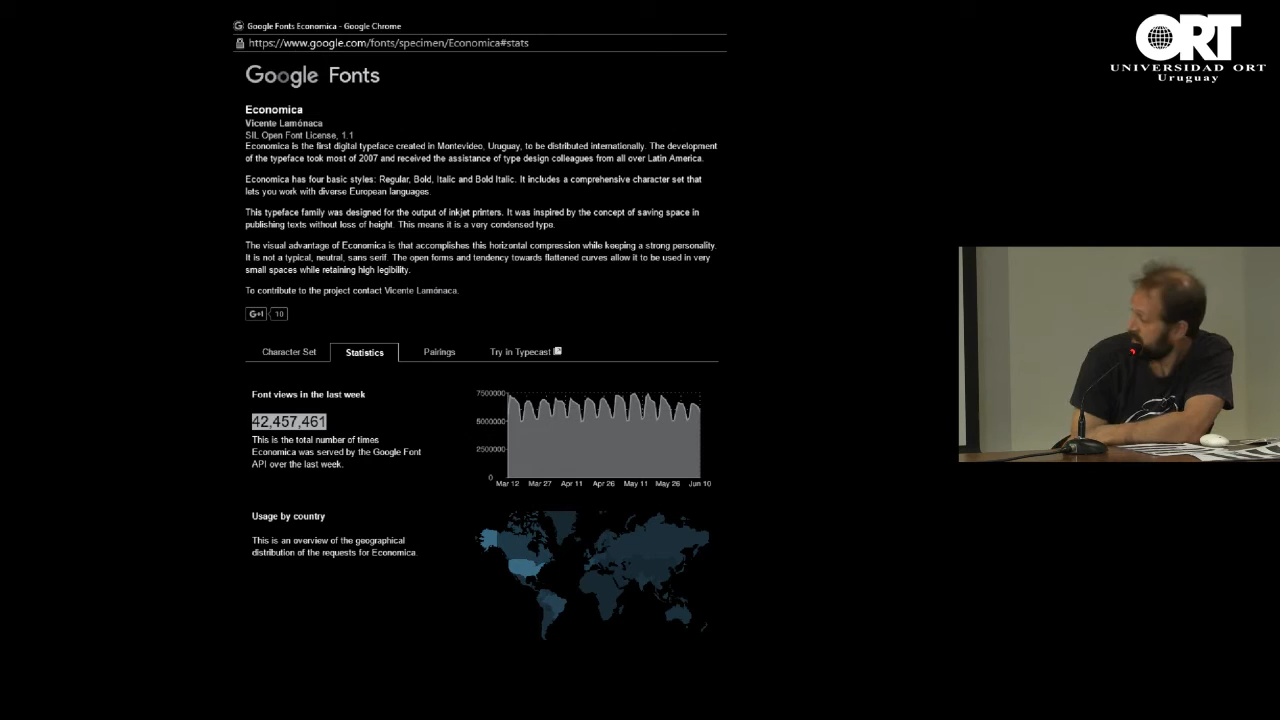 Google Fonts Economica - Google Chrome
https://www.google.com/fonts/specimen/Economica#stats
Google Fonts
Economica
Vicente Lamónaca
SIL Open Font License, 1.1
Economica is the first digital typeface created in Montevideo, Uruguay, to be distributed internationally. The development
of the typeface took most of 2007 and received the assistance of type design colleagues from all over Latin America.
Economica has four basic styles: Regular, Bold, Italic and Bold Italic. It includes a comprehensive character set that
lets you work with diverse European languages.
This typeface family was designed for the output of inkjet printers. It was inspired by the concept of saving space in
publishing texts without loss of height. This means it is a very condensed type.
The visual advantage of Economica is that accomplishes this horizontal compression while keeping a strong personality.
It is not a typical, neutral, sans serif. The open forms and tendency towards flattened curves allow it to be used in very
small spaces while retaining high legibility.
To contribute to the project contact Vicente Lamónaca.
G+1 10
Character Set Statistics Pairings Try in Typecast
Font views in the last week
42,457,461
This is the total number of times
Economica was served by the Google Font
API over the last week.
7500000
5000000
2500000
0
Mar 12 Mar 27 Apr 11 Apr 26 May 11 May 26 Jun 10
Usage by country
This is an overview of the geographical
distribution of the requests for Economica.
ORT
UNIVERSIDAD ORT
Uruguay